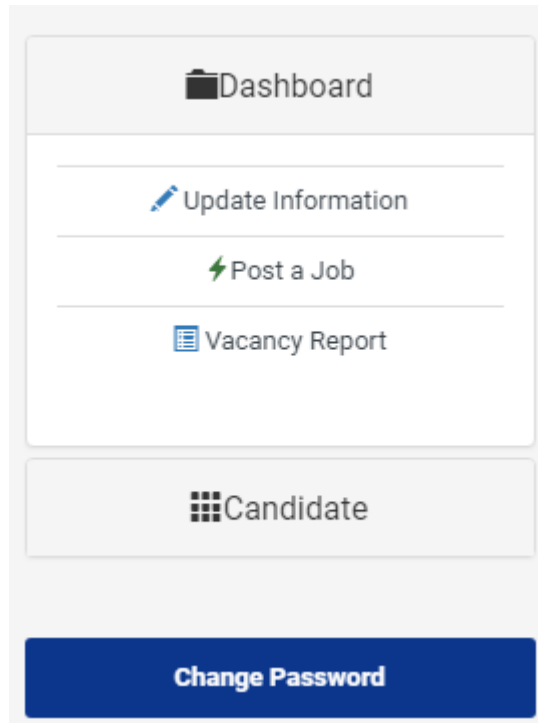 Dashboard
Update Information
Post a Job
Vacancy Report
Candidate
Change Password